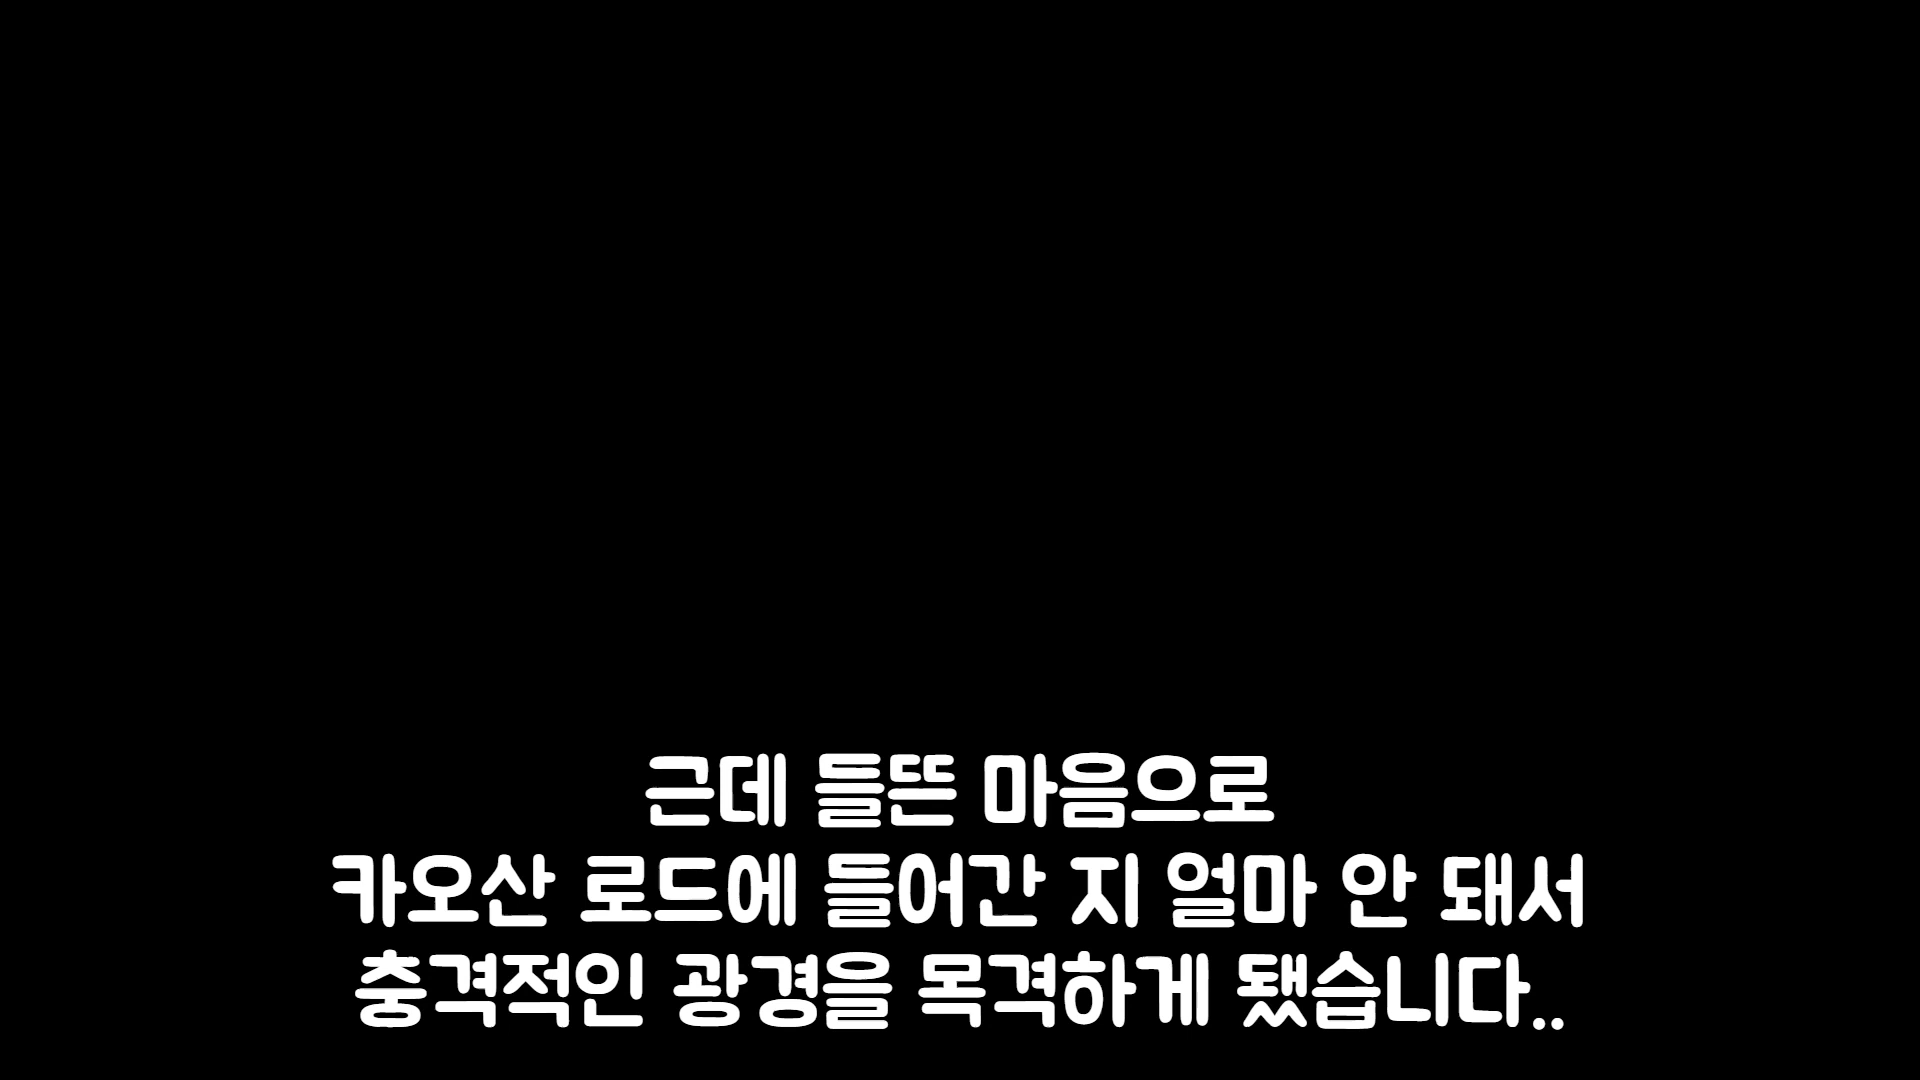 근데 들뜬 마음으로
카오산 로드에 들어간 지 얼마 안 돼서
충격적인 광경을 목격하게 됐습니다..